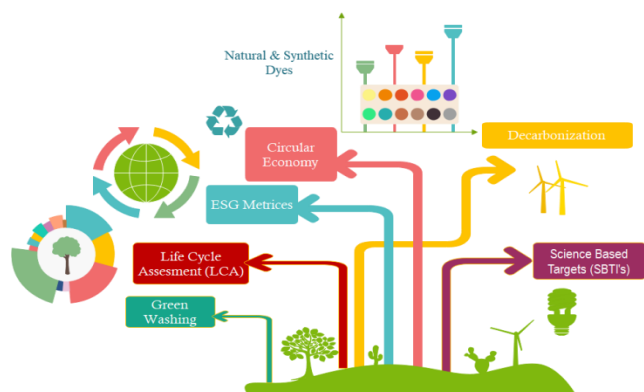 Natural & Synthetic
Dyes
Circular
Economy
Decarbonization
ESG Metrices
Life Cycle
Assesment (LCA)
Science Based
Targets (SBTI's)
Green
Washing